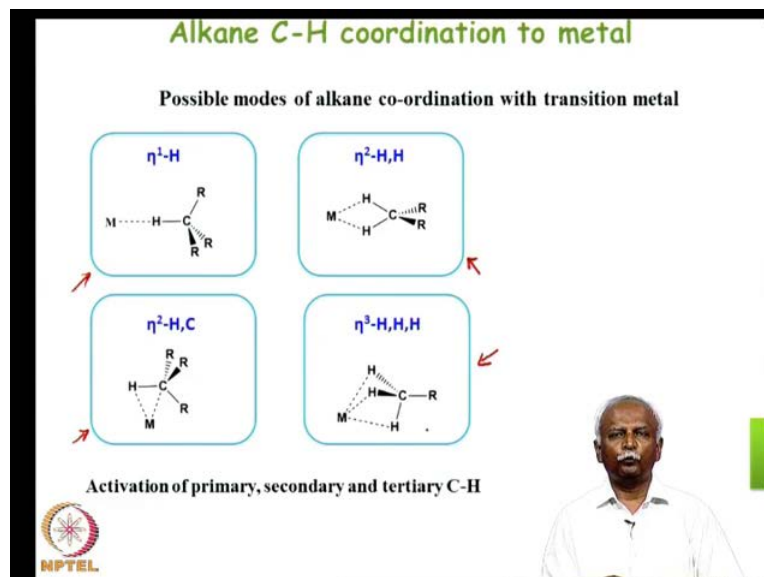 Alkane C-H coordination to metal
Possible modes of alkane co-ordination with transition metal
η¹-H
R
M H C
R
R
η²-H,H
H
M C R
R
H
η²-H,C
R
R
H C
R
M
η³-H,H,H
H
H C R
M
H
Activation of primary, secondary and tertiary C-H
NPTEL